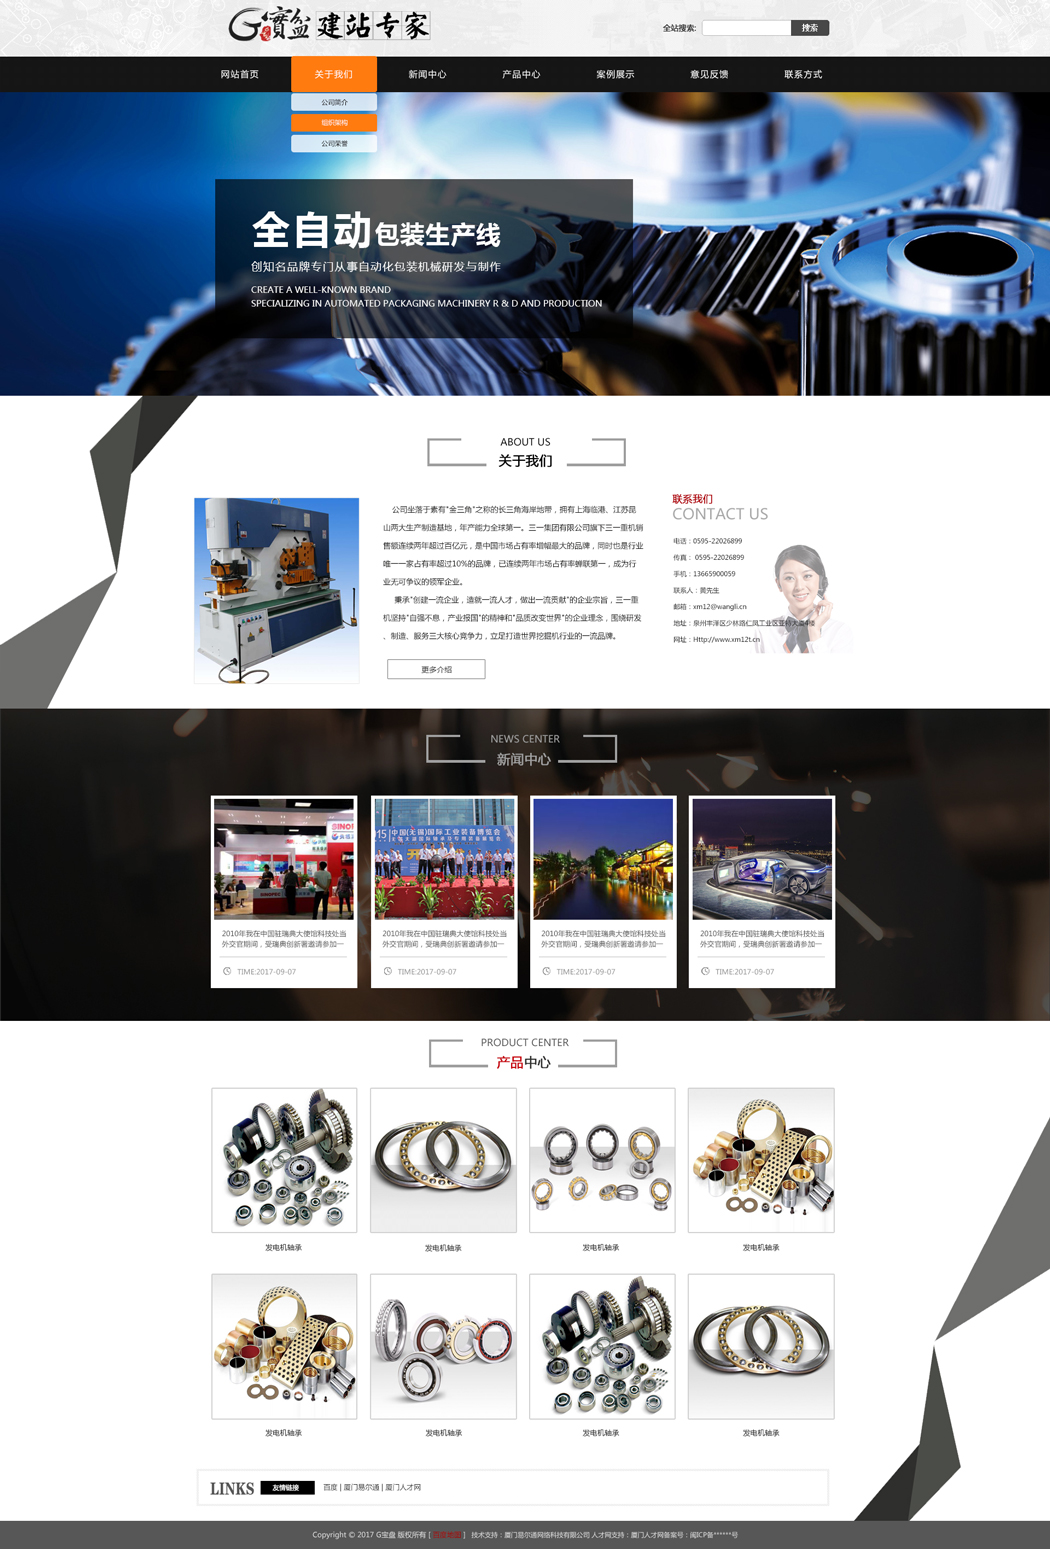 G寳盆 建站专家
全站搜索:
搜索
网站首页 关于我们 新闻中心 产品中心 案例展示 意见反馈 联系方式
公司简介
组织架构
公司荣誉
全自动包装生产线
创知名品牌专门从事自动化包装机械研发与制作
CREATE A WELL-KNOWN BRAND
SPECIALIZING IN AUTOMATED PACKAGING MACHINERY R & D AND PRODUCTION
ABOUT US
关于我们
公司坐落于素有"金三角"之称的长三角海岸地带，拥有上海临港、江苏昆
山两大生产制造基地，年产能力全球第一。三一集团有限公司旗下三一重机销
售额连续两年超过百亿元，是中国市场占有率增幅最大的品牌，同时也是行业
唯一一家占有率超过10%的品牌，已连续两年市场占有率蝉联第一，成为行
业无可争议的领军企业。
秉承"创建一流企业，造就一流人才，做出一流贡献"的企业宗旨，三一重
机坚持"自强不息，产业报国"的精神和"品质改变世界"的企业理念，围绕研发
、制造、服务三大核心竞争力，立足打造世界挖掘机行业的一流品牌。
更多介绍
联系我们
CONTACT US
电话：0595-22026899
传真： 0595-22026899
手机：13665900059
联系人：黄先生
邮箱：xm12@wangli.cn
地址：泉州丰泽区少林路仁凤工业区亚特大道4楼
网址：Http://www.xm12t.cn
NEWS CENTER
新闻中心
SINOPEC
15中国(无锡)国际工业装备博览会
2010年我在中国驻瑞典大使馆科技处当
外交官期间，受瑞典创新署邀请参加一
TIME:2017-09-07
2010年我在中国驻瑞典大使馆科技处当
外交官期间，受瑞典创新署邀请参加一
TIME:2017-09-07
2010年我在中国驻瑞典大使馆科技处当
外交官期间，受瑞典创新署邀请参加一
TIME:2017-09-07
2010年我在中国驻瑞典大使馆科技处当
外交官期间，受瑞典创新署邀请参加一
TIME:2017-09-07
PRODUCT CENTER
产品中心
发电机轴承
发电机轴承
发电机轴承
发电机轴承
发电机轴承
发电机轴承
发电机轴承
发电机轴承
LINKS 友情链接 百度 | 厦门易尔通 | 厦门人才网
Copyright © 2017 G宝盆 版权所有 [ 百度地图 ] 技术支持：厦门易尔通网络科技有限公司 人才网支持：厦门人才网备案号：闽ICP备******号